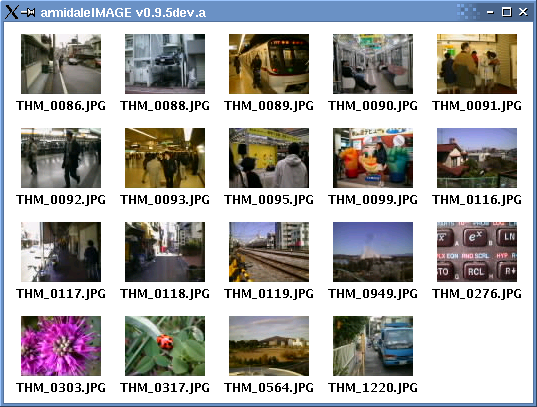 armidaleIMAGE v0.9.5dev.a
THM_0086.JPG THM_0088.JPG THM_0089.JPG THM_0090.JPG THM_0091.JPG
THM_0092.JPG THM_0093.JPG THM_0095.JPG THM_0099.JPG THM_0116.JPG
LN
RCL R+
THM_0117.JPG THM_0118.JPG THM_0119.JPG THM_0949.JPG THM_0276.JPG
THM_0303.JPG THM_0317.JPG THM_0564.JPG THM_1220.JPG